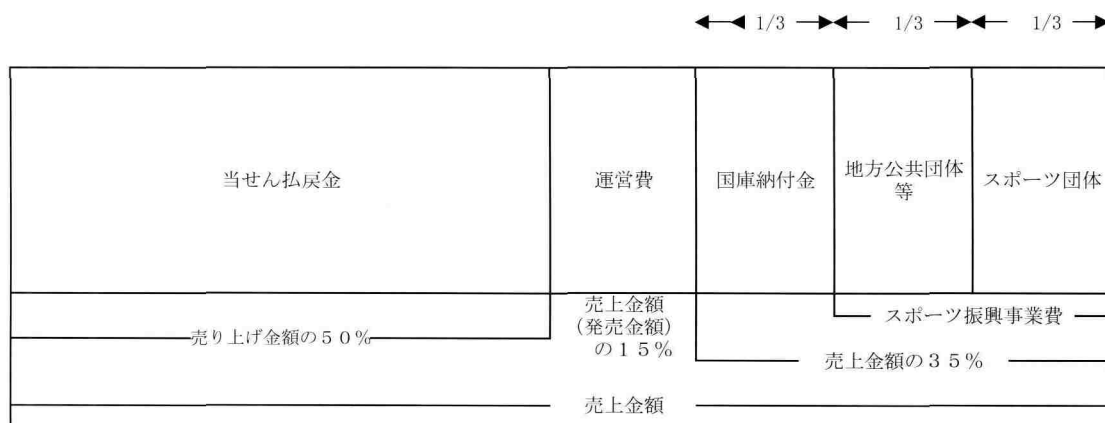 1/3 1/3 1/3
当せん払戻金
運営費
国庫納付金
地方公共団体
等
スポーツ団体
売り上げ金額の50%
売上金額
(発売金額)
の15%
スポーツ振興事業費
売上金額の35%
売上金額